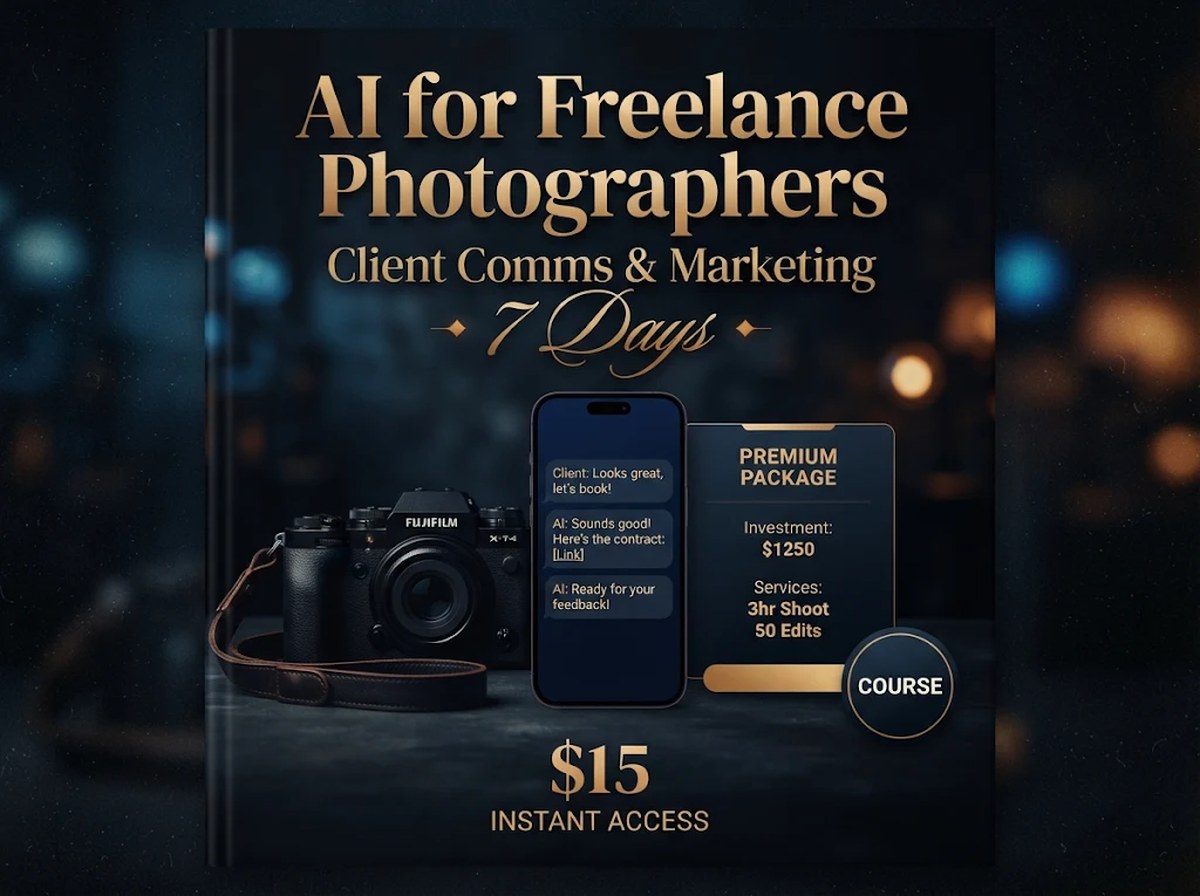 AI for Freelance
Photographers
Client Comms & Marketing
7 Days
FUJIFILM
X-T4
Client: Looks great,
let's book!
AI: Sounds good!
Here's the contract:
[Link]
AI: Ready for your
feedback!
PREMIUM
PACKAGE
Investment:
$1250
Services:
3hr Shoot
50 Edits
COURSE
$15
INSTANT ACCESS